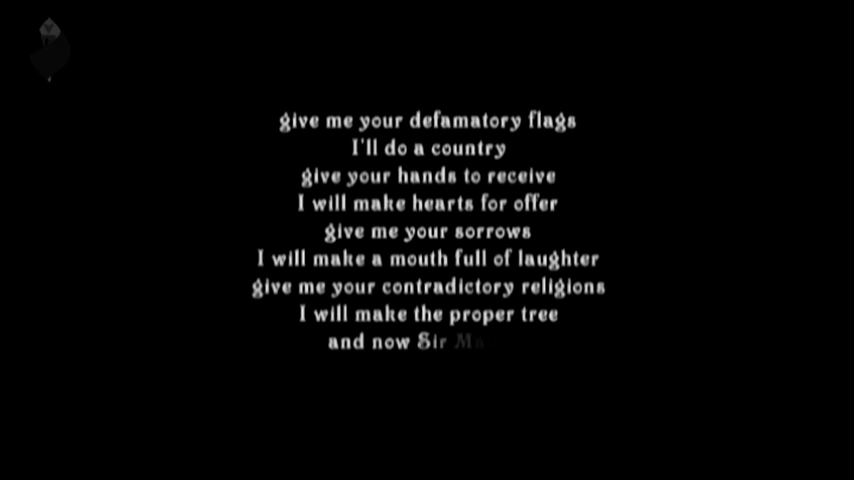 give me your defamatory flags
I'll do a country
give your hands to receive
I will make hearts for offer
give me your sorrows
I will make a mouth full of laughter
give me your contradictory religions
I will make the proper tree
and now Sir